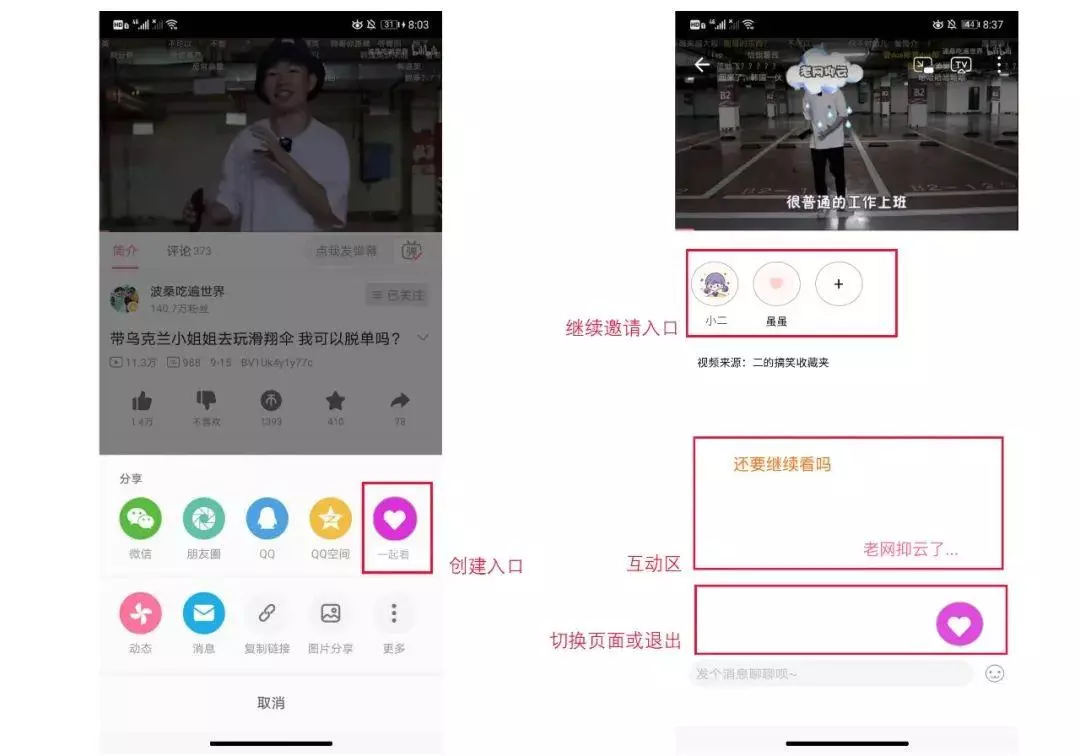 8:03
简介
评论 373
点我发弹幕
弹
波桑吃遍世界
140.7万粉丝
已关注
带乌克兰小姐姐去玩滑翔伞 我可以脱单吗？
11.3万 988 9-15 BV1Uk4y1y77c
1.4万 不喜欢 1393 410 78
分享
微信 朋友圈 QQ QQ空间 一起看
创建入口
动态 消息 复制链接 图片分享 更多
取消
8:37
TV
老网抑云
B2
B2
很普通的工作上班
小二 虽虽
继续邀请入口
视频来源：二的搞笑收藏夹
还要继续看吗
老网抑云了...
互动区
切换页面或退出
发个消息聊聊呗~